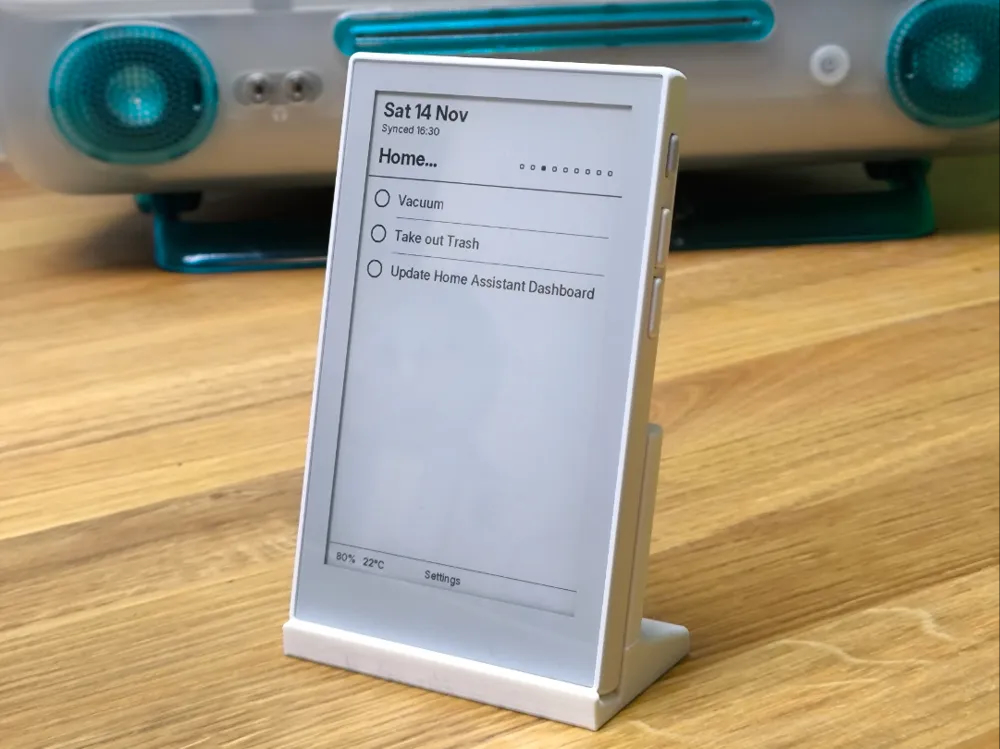 Sat 14 Nov
Synced 16:30
Home...
Vacuum
Take out Trash
Update Home Assistant Dashboard
80% 22°C Settings